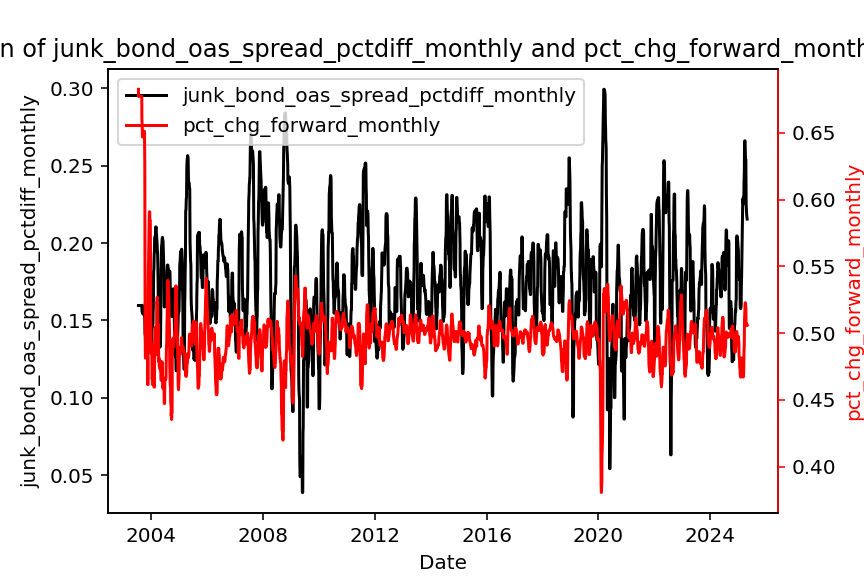 n of junk_bond_oas_spread_pctdiff_monthly and pct_chg_forward_month
junk_bond_oas_spread_pctdiff_monthly
pct_chg_forward_monthly
0.30
0.25
0.20
0.15
0.10
0.05
junk_bond_oas_spread_pctdiff_monthly
0.65
0.60
0.55
0.50
0.45
0.40
pct_chg_forward_monthly
2004 2008 2012 2016 2020 2024
Date